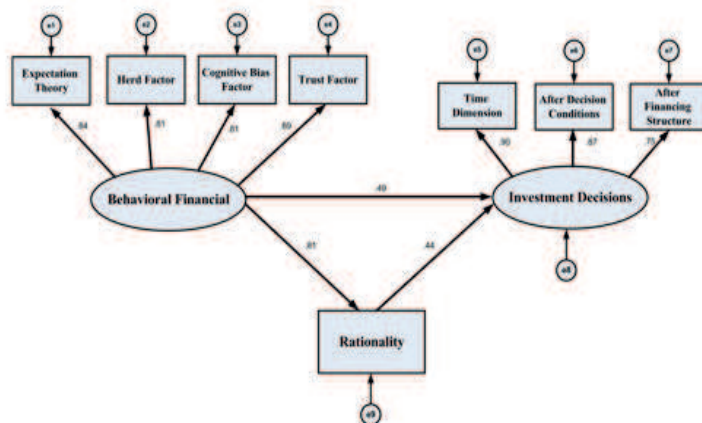 e1
e2
e3
e4
Expectation
Theory
Herd Factor
Cognitive Bias
Factor
Trust Factor
e5
e6
e7
Time
Dimension
After Decision
Conditions
After
Financing
Structure
.84
.81
.81
.69
.90
.87
.75
Behavioral Financial
.49
Investment Decisions
.81
.44
e8
Rationality
e9